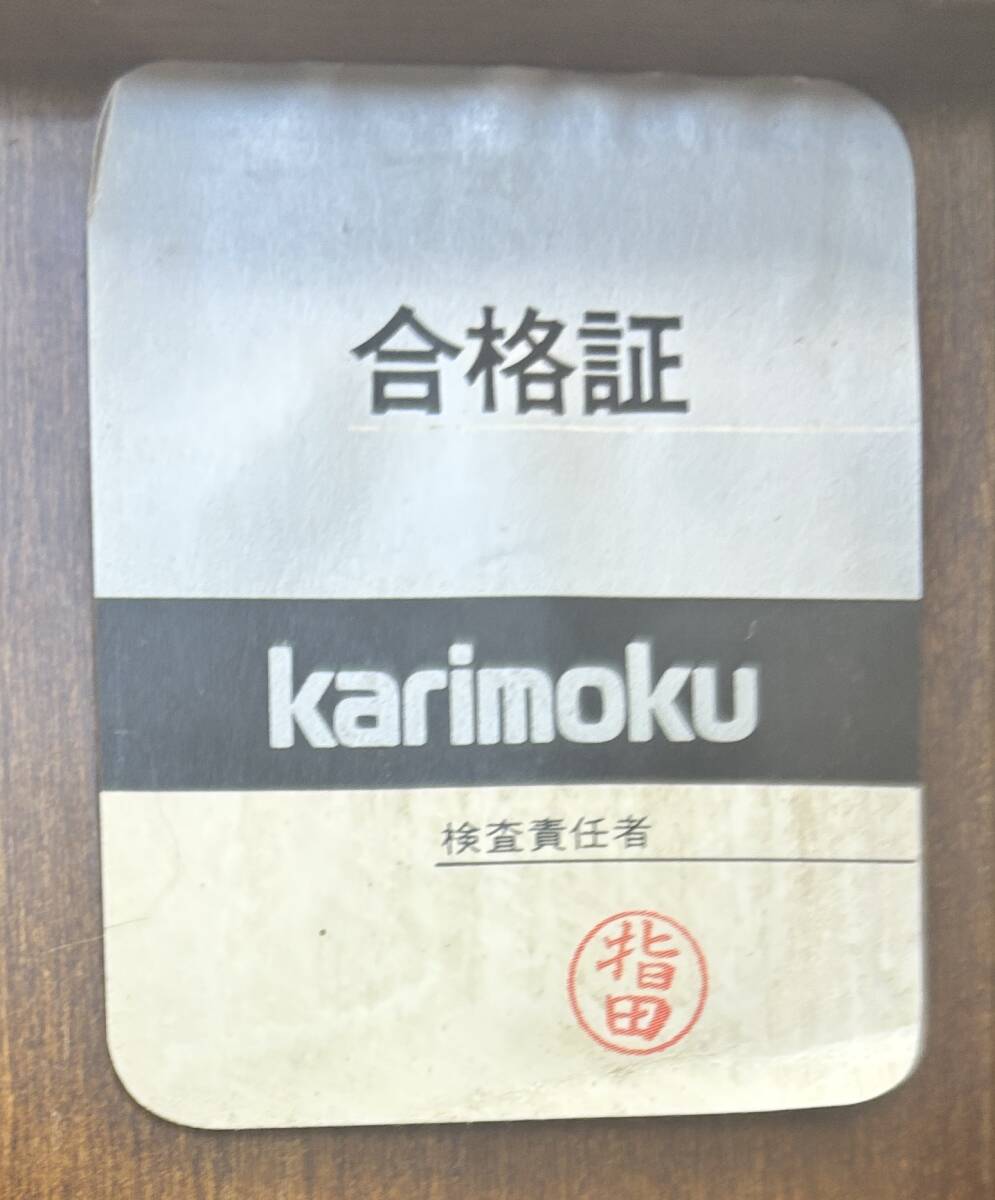 合格証
karimoku
検査責任者
指田